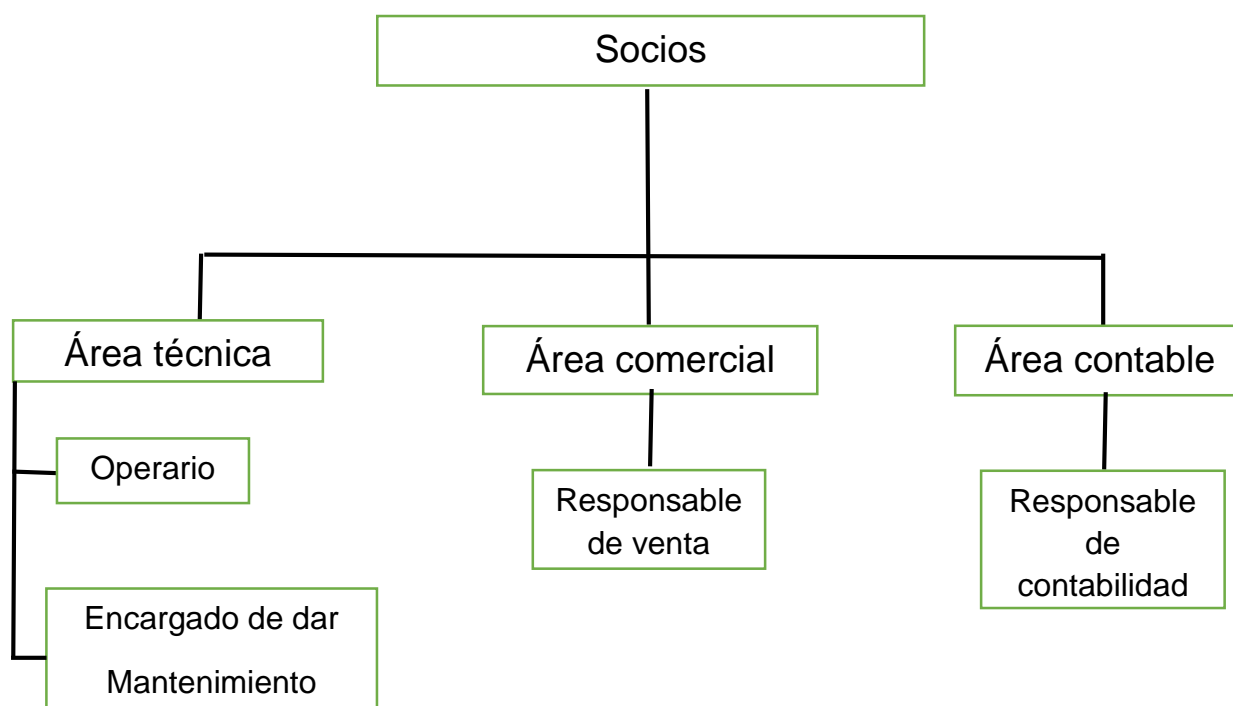 Socios
Área técnica
Área comercial
Área contable
Operario
Responsable
de venta
Responsable
de
contabilidad
Encargado de dar
Mantenimiento